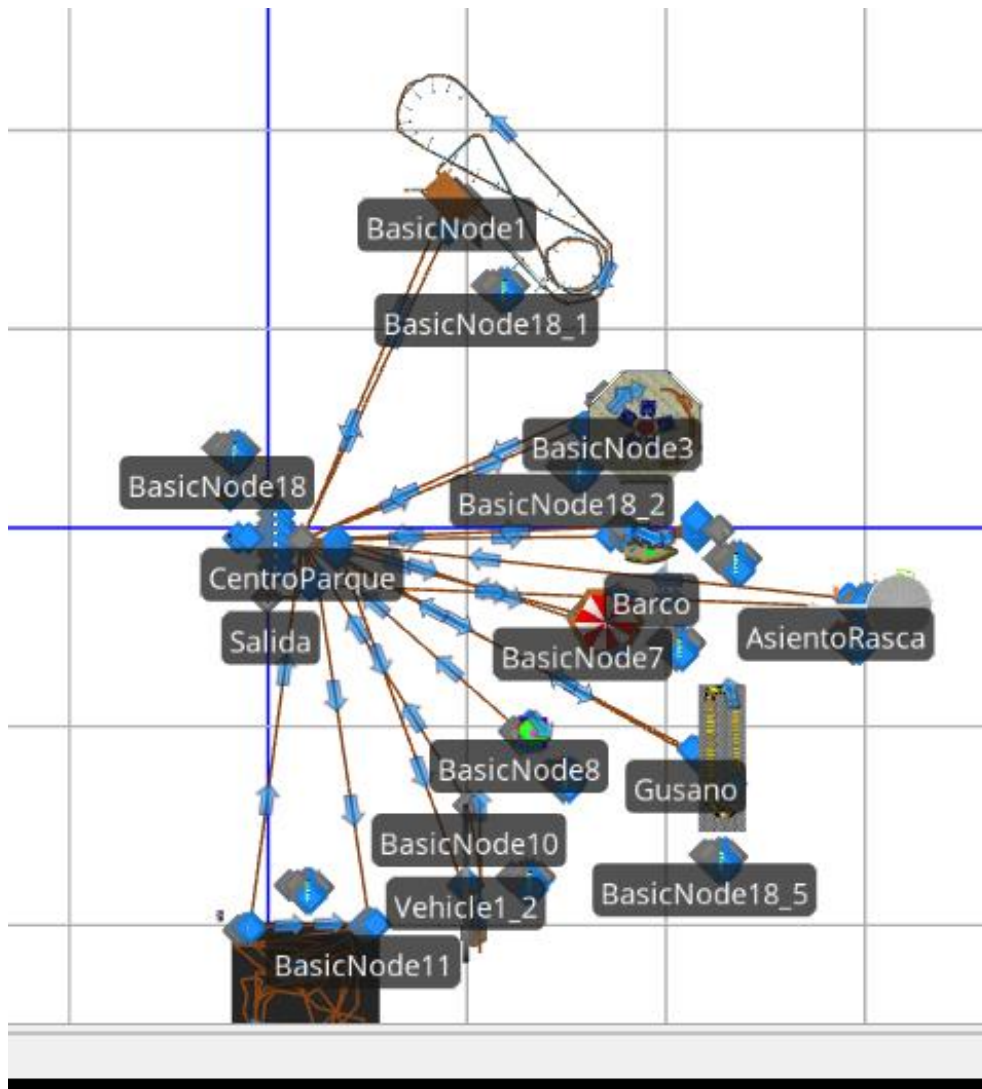 BasicNode1
BasicNode18_1
BasicNode3
BasicNode18
BasicNode18_2
CentroParque
Barco
Salida
AsientoRasca
BasicNode7
BasicNode8
Gusano
BasicNode10
BasicNode18_5
Vehicle1_2
BasicNode11